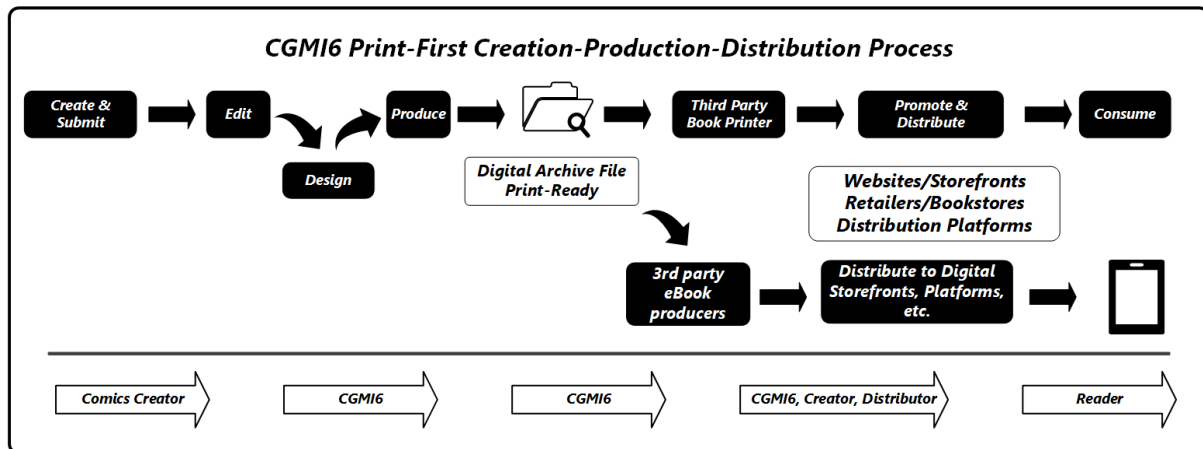 CGMI6 Print-First Creation-Production-Distribution Process
Create &
Submit
Edit
Design
Produce
Digital Archive File
Print-Ready
Third Party
Book Printer
Promote &
Distribute
Consume
Websites/Storefronts
Retailers/Bookstores
Distribution Platforms
3rd party
eBook
producers
Distribute to Digital
Storefronts, Platforms,
etc.
Comics Creator
CGMI6
CGMI6
CGMI6, Creator, Distributor
Reader